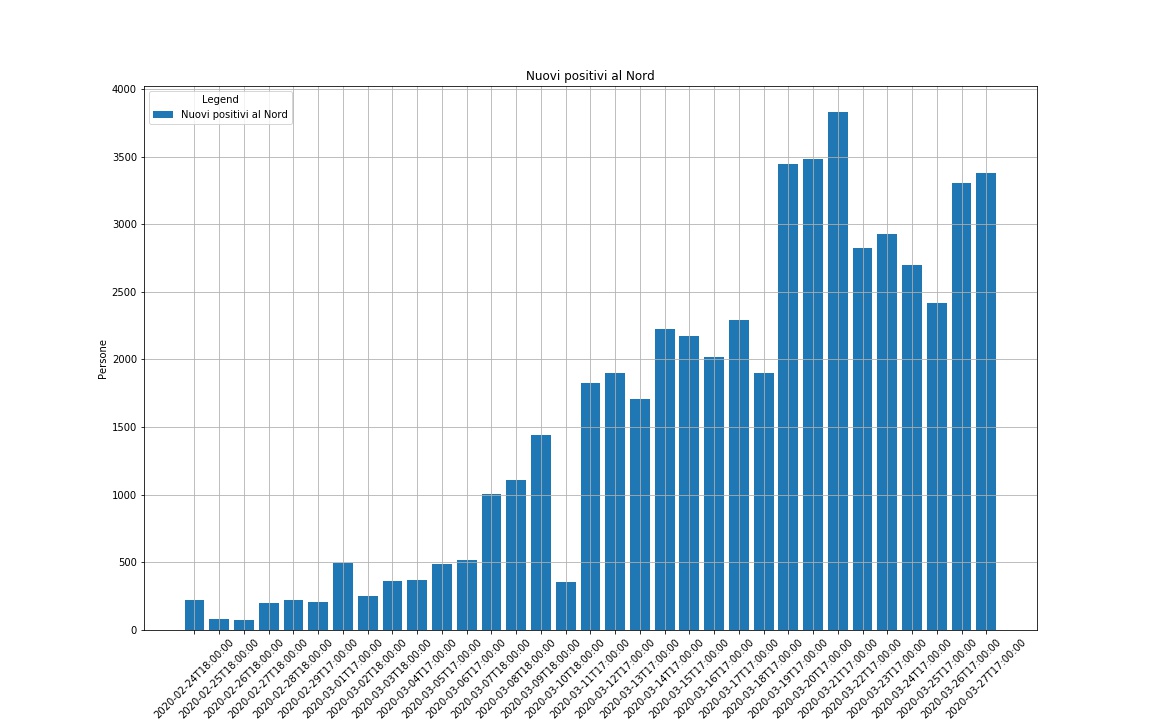 Nuovi positivi al Nord
Legend
Nuovi positivi al Nord
4000
3500
3000
2500
2000
1500
1000
500
0
Persone
2020-02-24T18:00:00
2020-02-25T18:00:00
2020-02-26T18:00:00
2020-02-27T18:00:00
2020-02-28T18:00:00
2020-02-29T17:00:00
2020-03-01T17:00:00
2020-03-02T18:00:00
2020-03-03T18:00:00
2020-03-04T17:00:00
2020-03-05T17:00:00
2020-03-06T17:00:00
2020-03-07T18:00:00
2020-03-08T18:00:00
2020-03-09T18:00:00
2020-03-10T18:00:00
2020-03-11T17:00:00
2020-03-12T17:00:00
2020-03-13T17:00:00
2020-03-14T17:00:00
2020-03-15T17:00:00
2020-03-16T17:00:00
2020-03-17T17:00:00
2020-03-18T17:00:00
2020-03-19T17:00:00
2020-03-20T17:00:00
2020-03-21T17:00:00
2020-03-22T17:00:00
2020-03-23T17:00:00
2020-03-24T17:00:00
2020-03-25T17:00:00
2020-03-26T17:00:00
2020-03-27T17:00:00